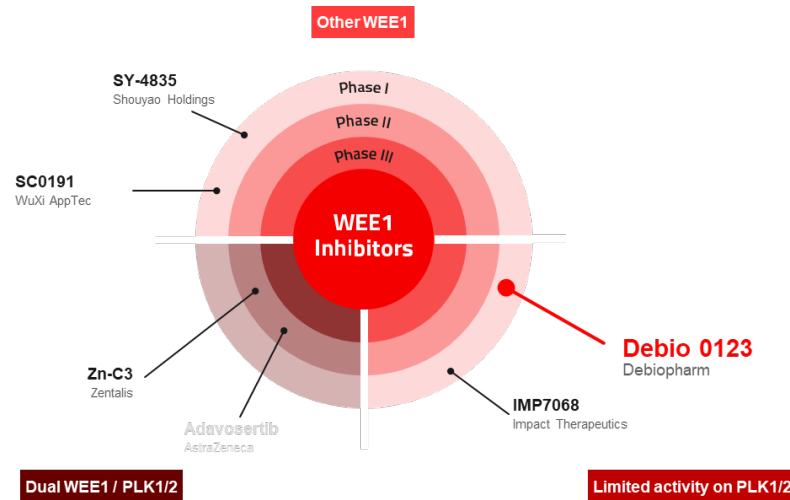 Other WEE1
SY-4835
Shouyao Holdings
Phase I
Phase II
Phase III
SC0191
WuXi AppTec
WEE1
Inhibitors
Debio 0123
Debiopharm
Zn-C3
Zentalis
IMP7068
Impact Therapeutics
Adavosertib
AstraZeneca
Dual WEE1 / PLK1/2
Limited activity on PLK1/2